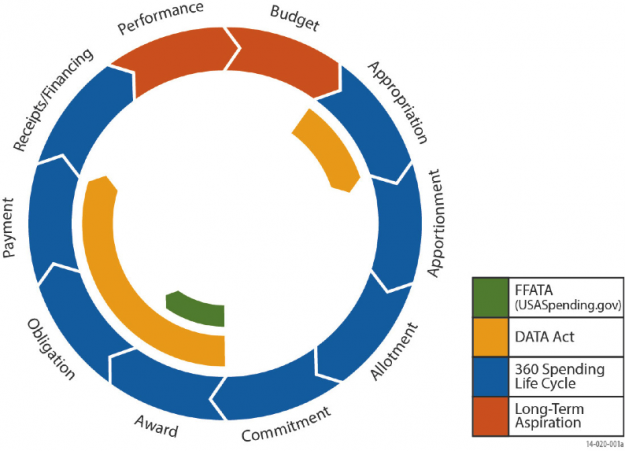 Performance
Budget
Appropriation
Apportionment
Allotment
Commitment
Award
Obligation
Payment
Receipts/Financing
FFATA
(USASpending.gov)
DATA Act
360 Spending
Life Cycle
Long-Term
Aspiration
14-020-001a